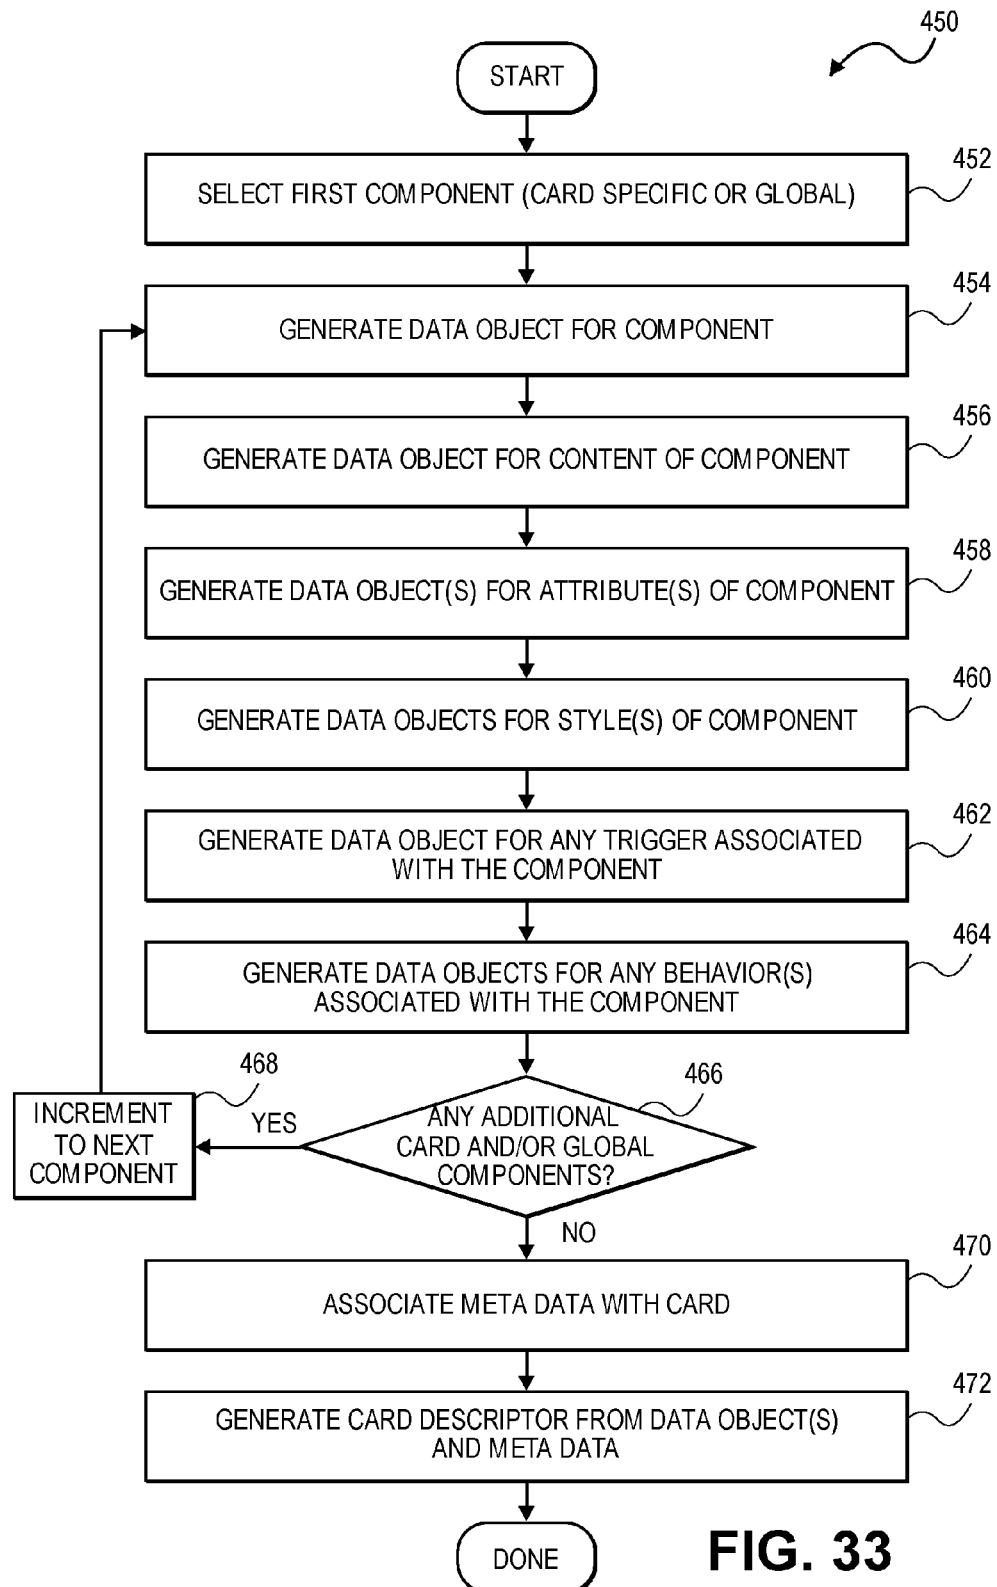 450
START
452
SELECT FIRST COMPONENT (CARD SPECIFIC OR GLOBAL)
454
GENERATE DATA OBJECT FOR COMPONENT
456
GENERATE DATA OBJECT FOR CONTENT OF COMPONENT
458
GENERATE DATA OBJECT(S) FOR ATTRIBUTE(S) OF COMPONENT
460
GENERATE DATA OBJECTS FOR STYLE(S) OF COMPONENT
462
GENERATE DATA OBJECT FOR ANY TRIGGER ASSOCIATED
WITH THE COMPONENT
464
GENERATE DATA OBJECTS FOR ANY BEHAVIOR(S)
ASSOCIATED WITH THE COMPONENT
468
INCREMENT
TO NEXT
COMPONENT
YES
466
ANY ADDITIONAL
CARD AND/OR GLOBAL
COMPONENTS?
NO
470
ASSOCIATE META DATA WITH CARD
472
GENERATE CARD DESCRIPTOR FROM DATA OBJECT(S)
AND META DATA
DONE
FIG. 33